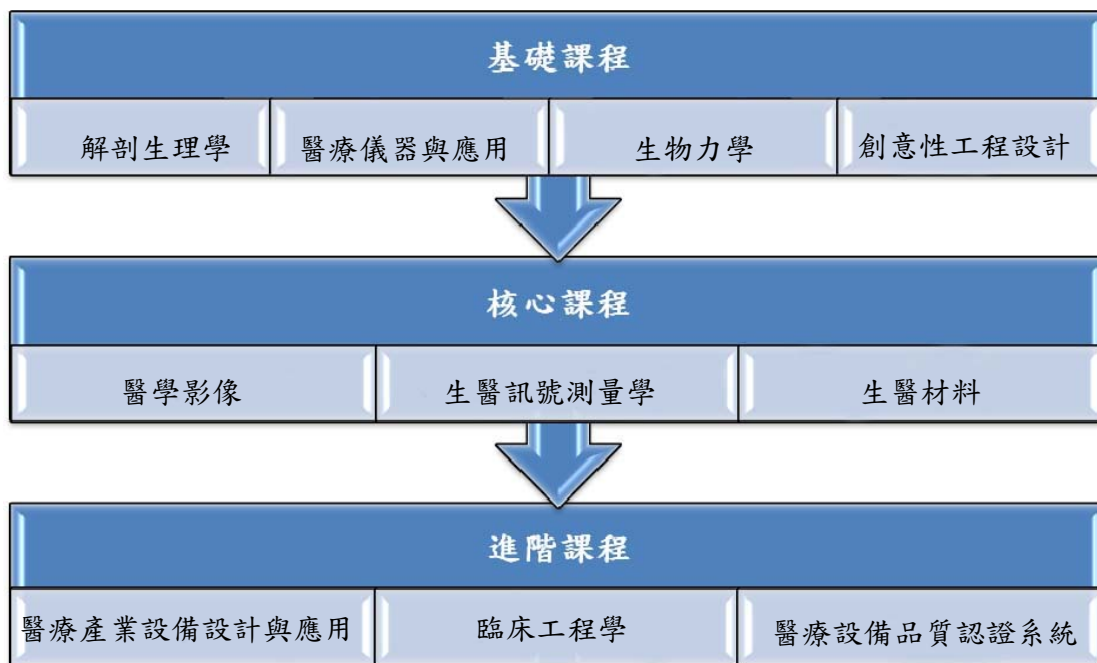 基礎課程
解剖生理學 醫療儀器與應用 生物力學 創意性工程設計
核心課程
醫學影像 生醫訊號測量學 生醫材料
進階課程
醫療產業設備設計與應用 臨床工程學 醫療設備品質認證系統